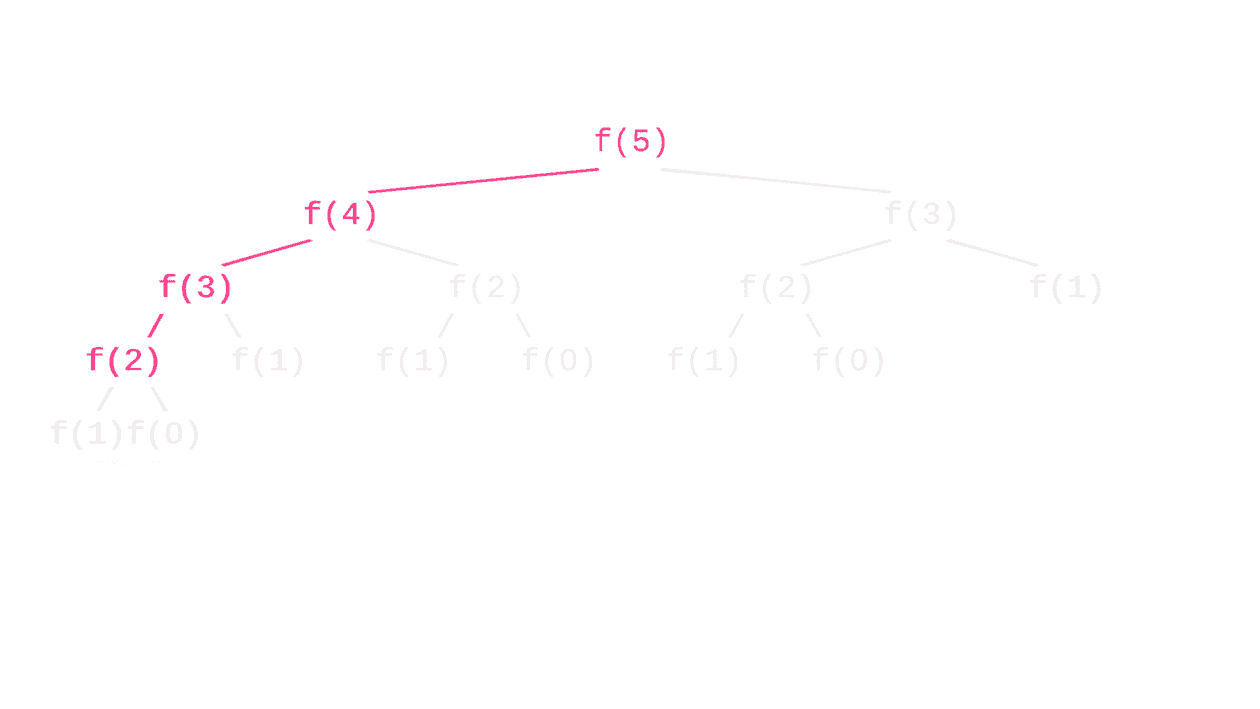 f(5)
f(4) f(3)
f(3) f(2) f(2) f(1)
f(2) f(1) f(1) f(0) f(1) f(0)
f(1)f(0)